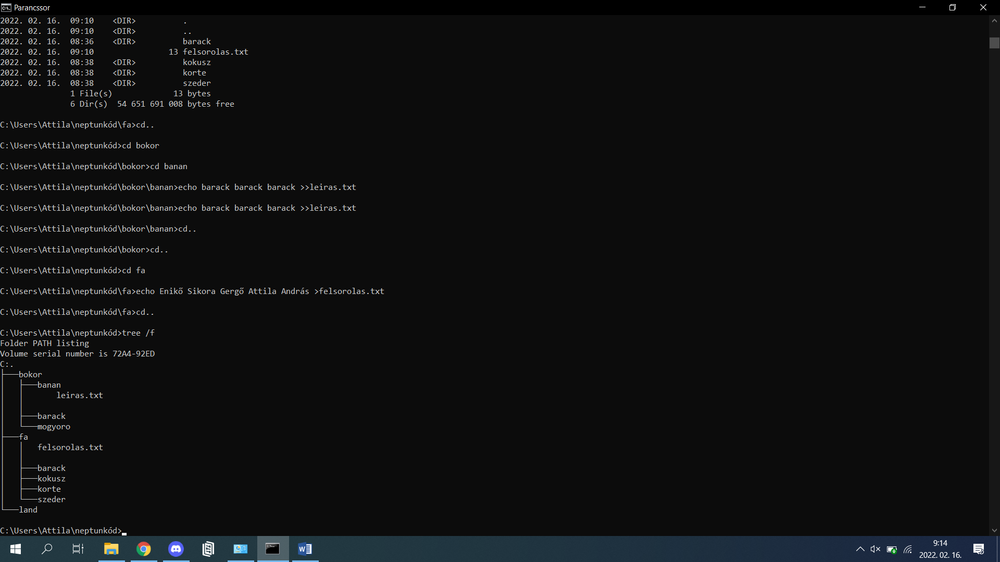 Parancssor
2022. 02. 16.  09:10    <DIR>          .
2022. 02. 16.  09:10    <DIR>          ..
2022. 02. 16.  08:36    <DIR>          barack
2022. 02. 16.  09:10                13 felsorolas.txt
2022. 02. 16.  08:38    <DIR>          kokusz
2022. 02. 16.  08:38    <DIR>          korte
2022. 02. 16.  08:38    <DIR>          szeder
               1 File(s)             13 bytes
               6 Dir(s)  54 651 691 008 bytes free
C:\Users\Attila\neptunkód\fa>cd..
C:\Users\Attila\neptunkód>cd bokor
C:\Users\Attila\neptunkód\bokor>cd banan
C:\Users\Attila\neptunkód\bokor\banan>echo barack barack barack >>leiras.txt
C:\Users\Attila\neptunkód\bokor\banan>echo barack barack barack >>leiras.txt
C:\Users\Attila\neptunkód\bokor\banan>cd..
C:\Users\Attila\neptunkód\bokor>cd..
C:\Users\Attila\neptunkód>cd fa
C:\Users\Attila\neptunkód\fa>echo Enikő Sikora Gergő Attila András >felsorolas.txt
C:\Users\Attila\neptunkód\fa>cd..
C:\Users\Attila\neptunkód>tree /f
Folder PATH listing
Volume serial number is 72A4-92ED
C:.
├───bokor
│   ├───banan
│   │       leiras.txt
│   │
│   ├───barack
│   └───mogyoro
├───fa
│   │   felsorolas.txt
│   │
│   ├───barack
│   ├───kokusz
│   ├───korte
│   └───szeder
└───land
C:\Users\Attila\neptunkód>
9:14
2022. 02. 16.